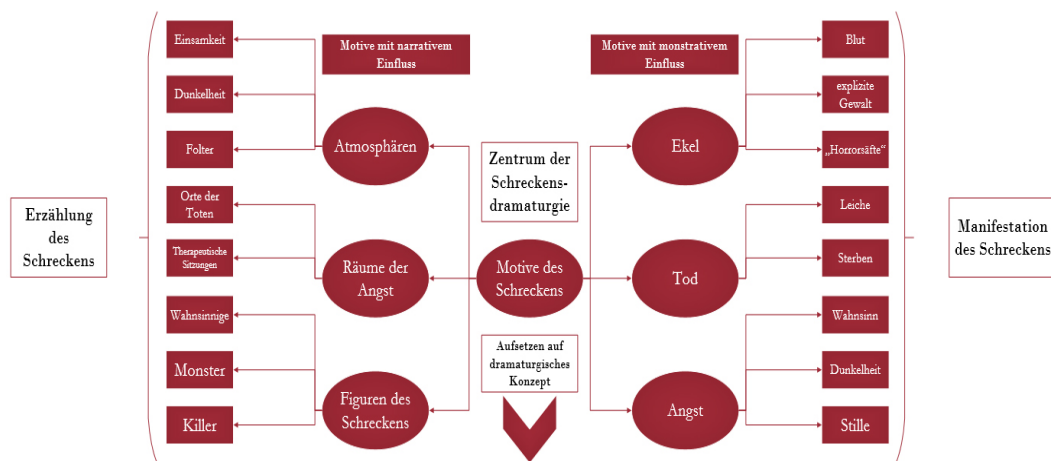 Einsamkeit
Dunkelheit
Folter
Orte der
Toten
Therapeutische
Sitzungen
Wahnsinnige
Monster
Killer
Erzählung
des
Schreckens
Motive mit narrativem
Einfluss
Atmosphären
Räume der
Angst
Figuren des
Schreckens
Zentrum der
Schreckens-
dramaturgie
Motive des
Schreckens
Aufsetzen auf
dramaturgisches
Konzept
Motive mit monstrativem
Einfluss
Ekel
Tod
Angst
Blut
explizite
Gewalt
„Horrorsäfte“
Leiche
Sterben
Wahnsinn
Dunkelheit
Stille
Manifestation
des Schreckens